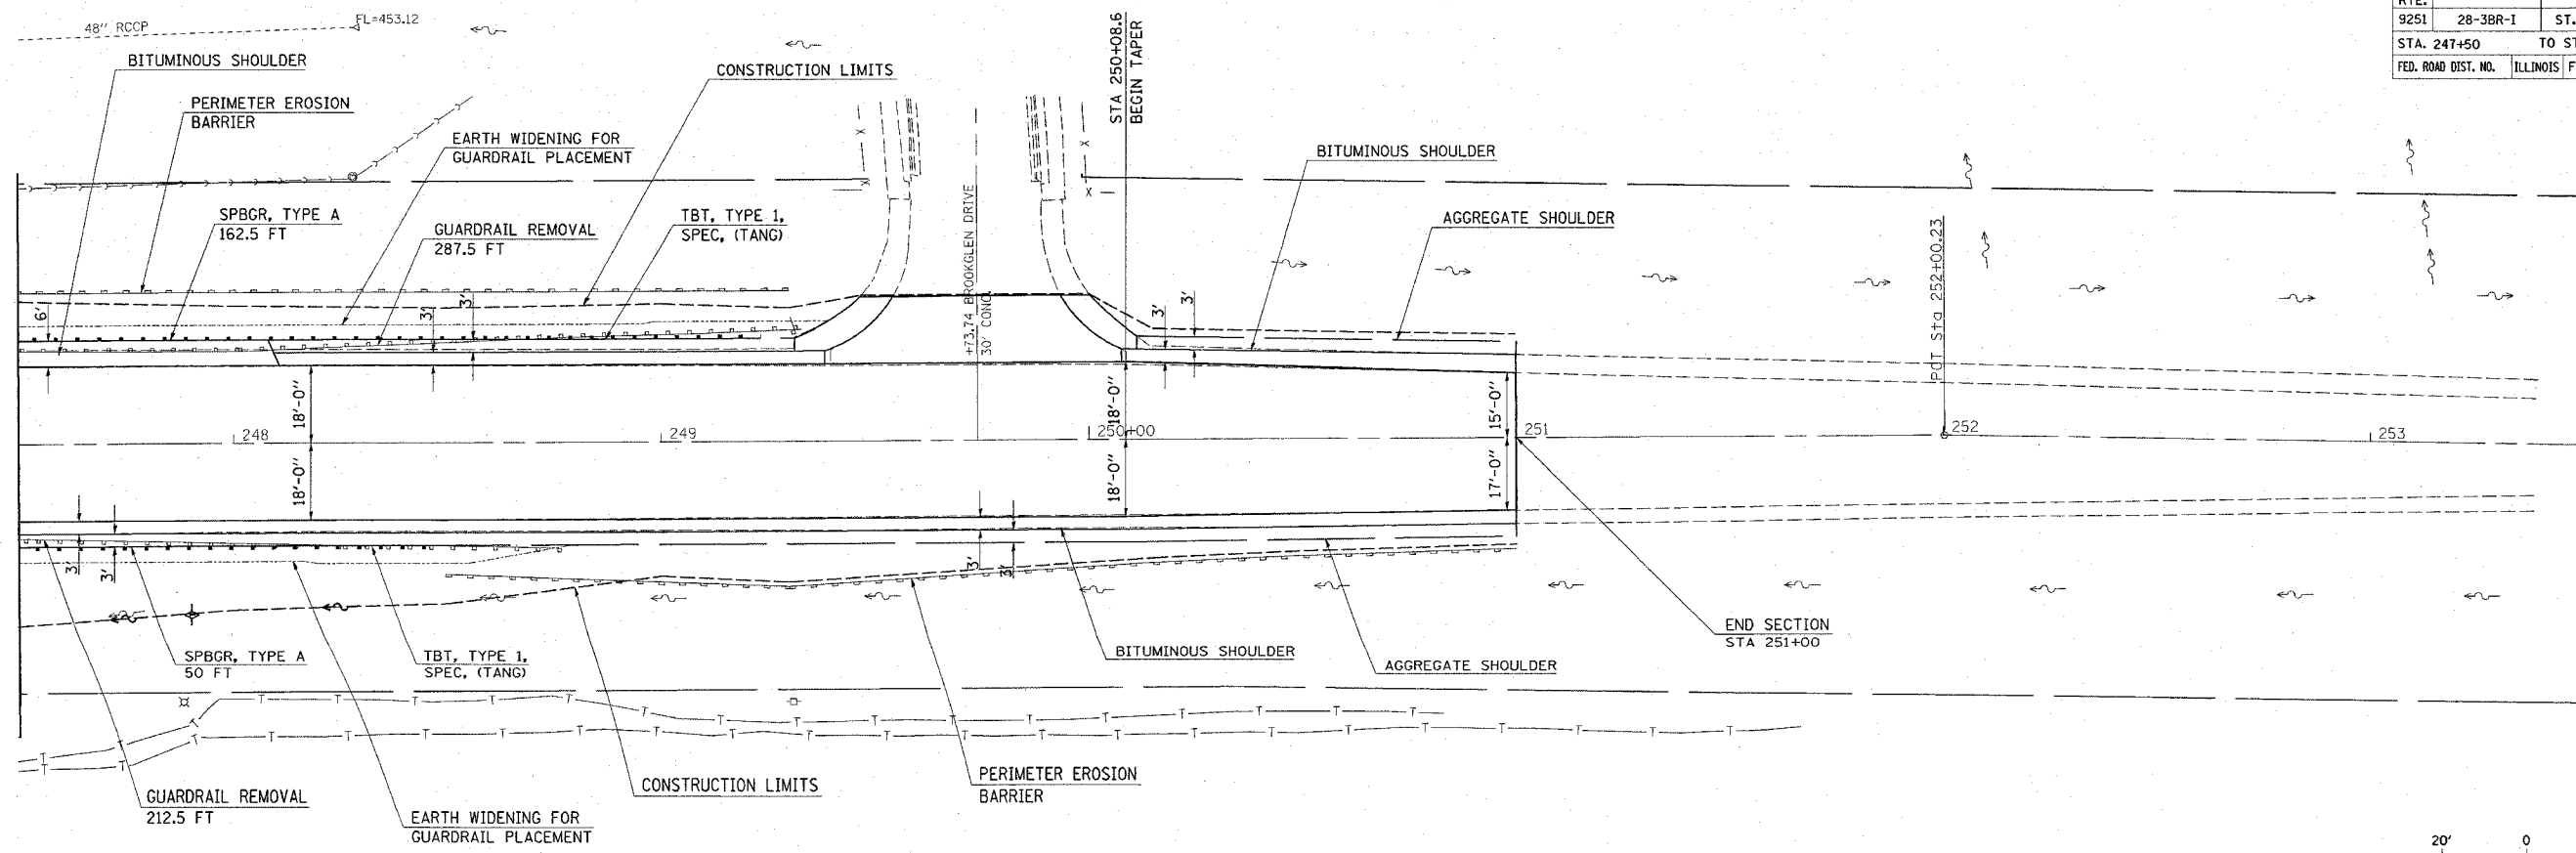 RTE.
9251 28-3BR-I ST.
STA. 247+50 TO ST
FED. ROAD DIST. NO. ILLINOIS F
48" RCCP
FL=453.12
BITUMINOUS SHOULDER
PERIMETER EROSION
BARRIER
EARTH WIDENING FOR
GUARDRAIL PLACEMENT
CONSTRUCTION LIMITS
STA 250+08.6
BEGIN TAPER
BITUMINOUS SHOULDER
AGGREGATE SHOULDER
SPBGR, TYPE A
162.5 FT
GUARDRAIL REMOVAL
287.5 FT
TBT, TYPE 1,
SPEC, (TANG)
+73.74 BROOKGLEN DRIVE
30' CONC.
POT Sta 252+00.23
6'
3'
3'
3'
3'
18'-0"
18'-0"
15'-0"
248
249
250+00
251
252
253
18'-0"
18'-0"
17'-0"
3'
3'
3'
3'
SPBGR, TYPE A
50 FT
TBT, TYPE 1,
SPEC, (TANG)
BITUMINOUS SHOULDER
AGGREGATE SHOULDER
END SECTION
STA 251+00
GUARDRAIL REMOVAL
212.5 FT
EARTH WIDENING FOR
GUARDRAIL PLACEMENT
CONSTRUCTION LIMITS
PERIMETER EROSION
BARRIER
20' 0